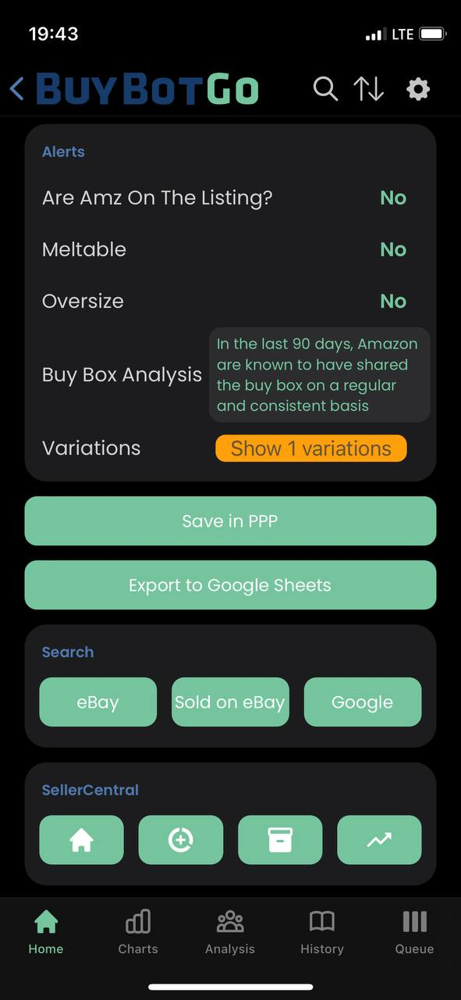 19:43
LTE
BuyBotGo
Alerts
Are Amz On The Listing? No
Meltable No
Oversize No
Buy Box Analysis
In the last 90 days, Amazon
are known to have shared
the buy box on a regular
and consistent basis
Variations Show 1 variations
Save in PPP
Export to Google Sheets
Search
eBay Sold on eBay Google
SellerCentral
Home Charts Analysis History Queue